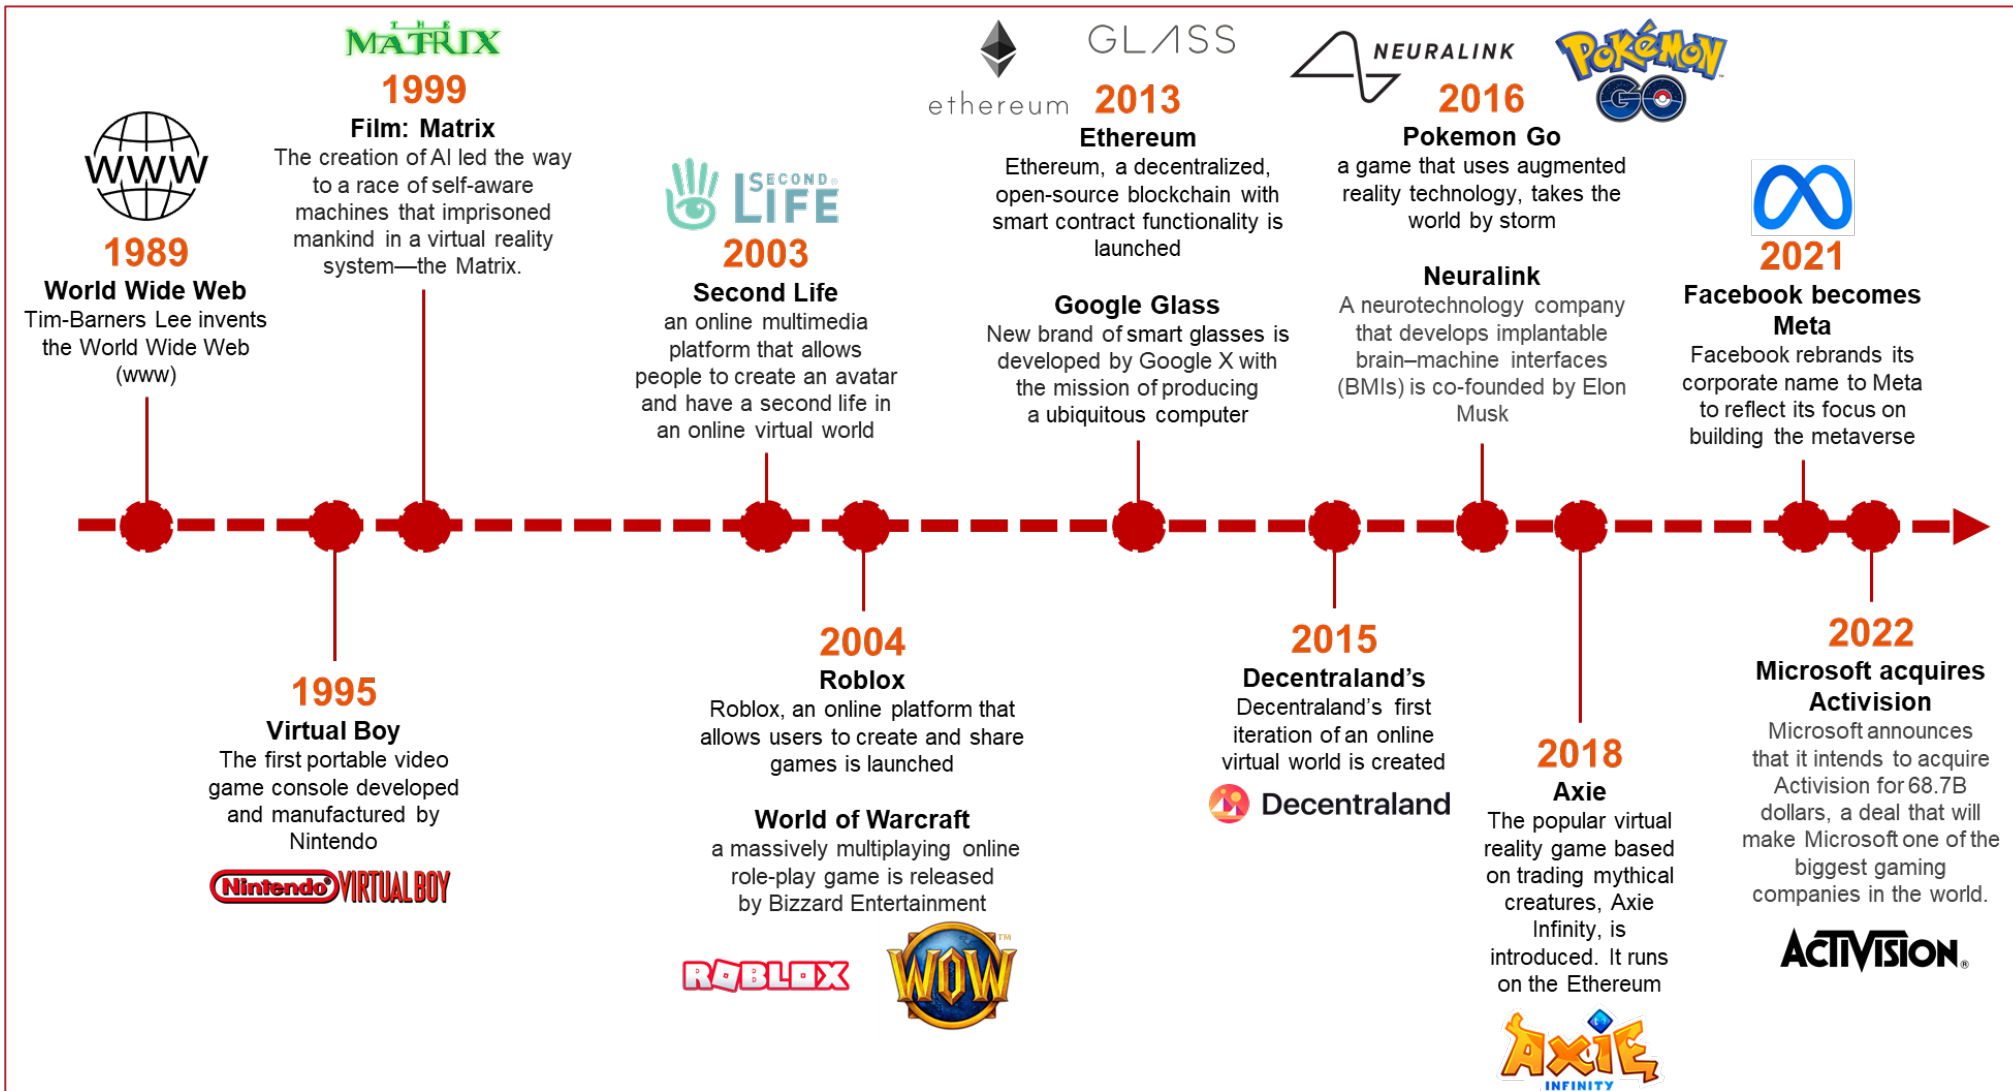 WWW
1989
World Wide Web
Tim-Barners Lee invents
the World Wide Web
(www)
THE
MATRIX
1999
Film: Matrix
The creation of AI led the way
to a race of self-aware
machines that imprisoned
mankind in a virtual reality
system—the Matrix.
SECOND®
LIFE
2003
Second Life
an online multimedia
platform that allows
people to create an avatar
and have a second life in
an online virtual world
ethereum
GLASS
2013
Ethereum
Ethereum, a decentralized,
open-source blockchain with
smart contract functionality is
launched
Google Glass
New brand of smart glasses is
developed by Google X with
the mission of producing
a ubiquitous computer
NEURALINK
POKéMON
GO
2016
Pokemon Go
a game that uses augmented
reality technology, takes the
world by storm
Neuralink
A neurotechnology company
that develops implantable
brain–machine interfaces
(BMIs) is co-founded by Elon
Musk
2021
Facebook becomes
Meta
Facebook rebrands its
corporate name to Meta
to reflect its focus on
building the metaverse
1995
Virtual Boy
The first portable video
game console developed
and manufactured by
Nintendo
Nintendo® VIRTUAL BOY
2004
Roblox
Roblox, an online platform that
allows users to create and share
games is launched
World of Warcraft
a massively multiplaying online
role-play game is released
by Bizzard Entertainment
ROBLOX
WOW™
2015
Decentraland’s
Decentraland’s first
iteration of an online
virtual world is created
Decentraland
2018
Axie
The popular virtual
reality game based
on trading mythical
creatures, Axie
Infinity, is
introduced. It runs
on the Ethereum
AXIE
INFINITY
2022
Microsoft acquires
Activision
Microsoft announces
that it intends to acquire
Activision for 68.7B
dollars, a deal that will
make Microsoft one of the
biggest gaming
companies in the world.
ACTIVISION®